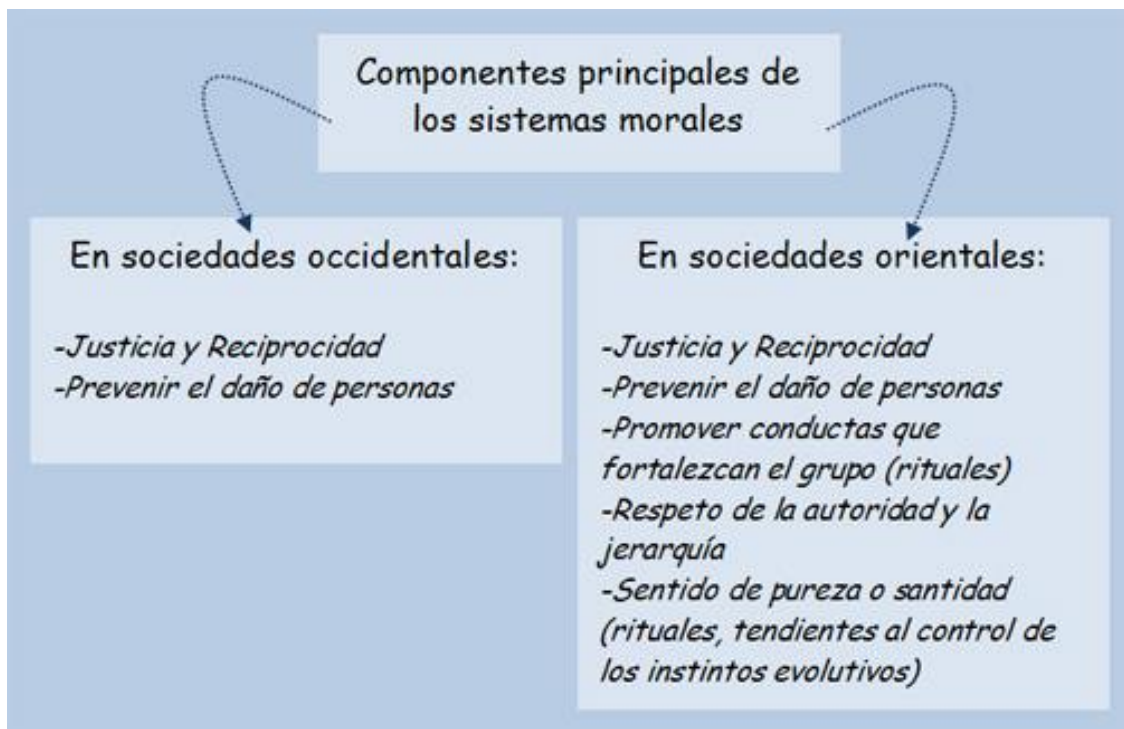 Componentes principales de
los sistemas morales
En sociedades occidentales:
-Justicia y Reciprocidad
-Prevenir el daño de personas
En sociedades orientales:
-Justicia y Reciprocidad
-Prevenir el daño de personas
-Promover conductas que
fortalezcan el grupo (rituales)
-Respeto de la autoridad y la
jerarquía
-Sentido de pureza o santidad
(rituales, tendientes al control de
los instintos evolutivos)